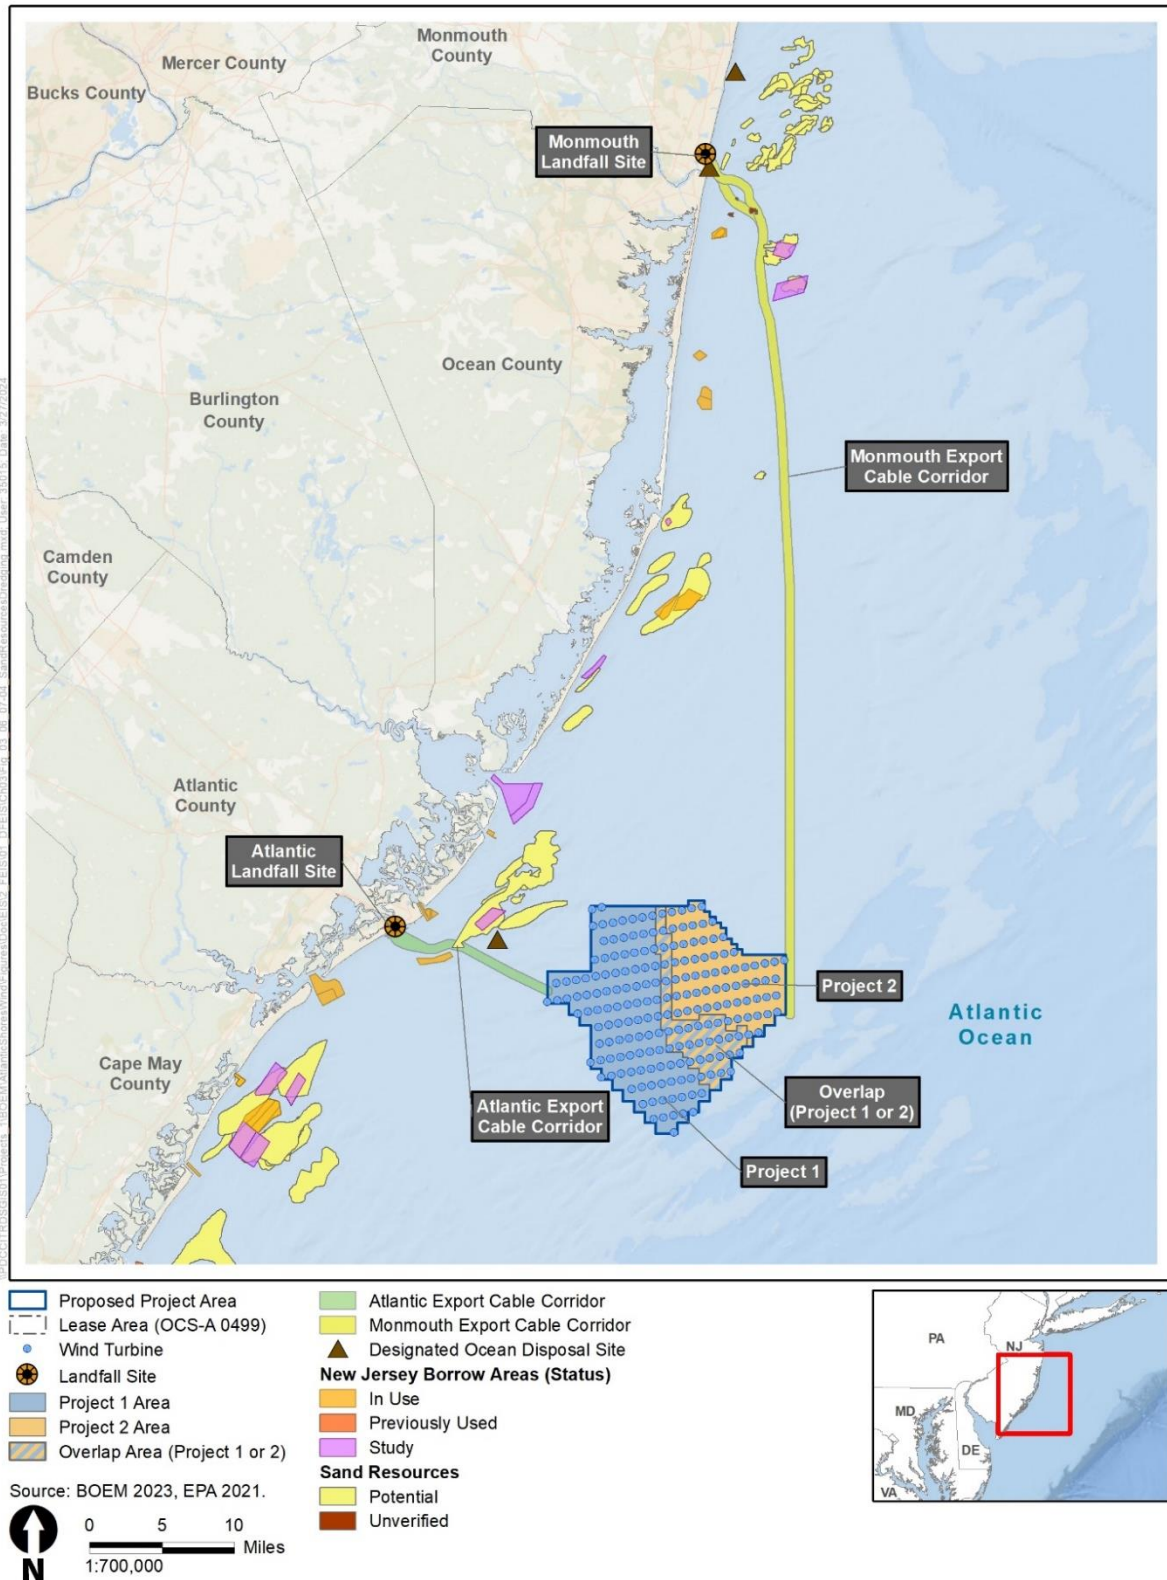 Monmouth
County
Mercer County
Bucks County
Monmouth
Landfall Site
Ocean County
Burlington
County
Monmouth Export
Cable Corridor
Camden
County
Atlantic
County
Atlantic
Landfall Site
Project 2
Atlantic
Ocean
Cape May
County
Atlantic Export
Cable Corridor
Overlap
(Project 1 or 2)
Project 1
Proposed Project Area
Lease Area (OCS-A 0499)
Wind Turbine
Landfall Site
Project 1 Area
Project 2 Area
Overlap Area (Project 1 or 2)
Source: BOEM 2023, EPA 2021.
N
0 5 10
Miles
1:700,000
Atlantic Export Cable Corridor
Monmouth Export Cable Corridor
Designated Ocean Disposal Site
New Jersey Borrow Areas (Status)
In Use
Previously Used
Study
Sand Resources
Potential
Unverified
PA
NJ
MD
DE
VA